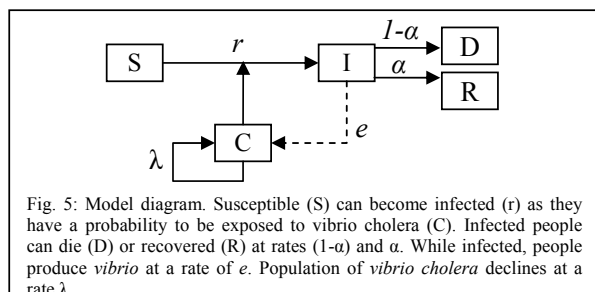 r
1-α
D
S
I
α
R
e
C
λ
Fig. 5: Model diagram. Susceptible (S) can become infected (r) as they
have a probability to be exposed to vibrio cholera (C). Infected people
can die (D) or recovered (R) at rates (1-α) and α. While infected, people
produce vibrio at a rate of e. Population of vibrio cholera declines at a
rate λ